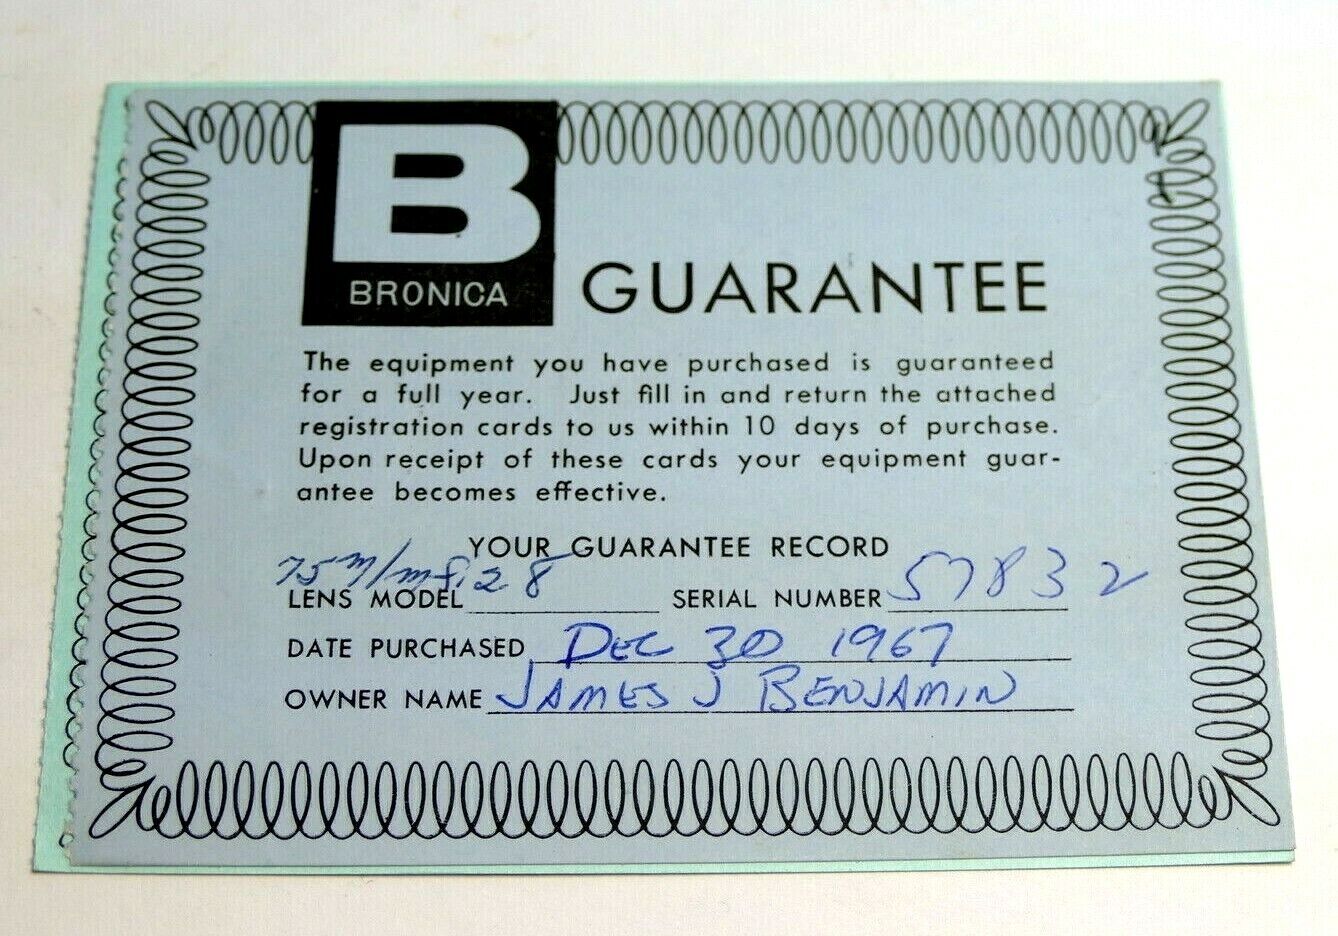 B
BRONICA
GUARANTEE
The equipment you have purchased is guaranteed
for a full year. Just fill in and return the attached
registration cards to us within 10 days of purchase.
Upon receipt of these cards your equipment guar-
antee becomes effective.
YOUR GUARANTEE RECORD
LENS MODEL 75 m/m f.2 8 SERIAL NUMBER 57832
DATE PURCHASED DEC 30 1967
OWNER NAME JAMES J BENJAMIN